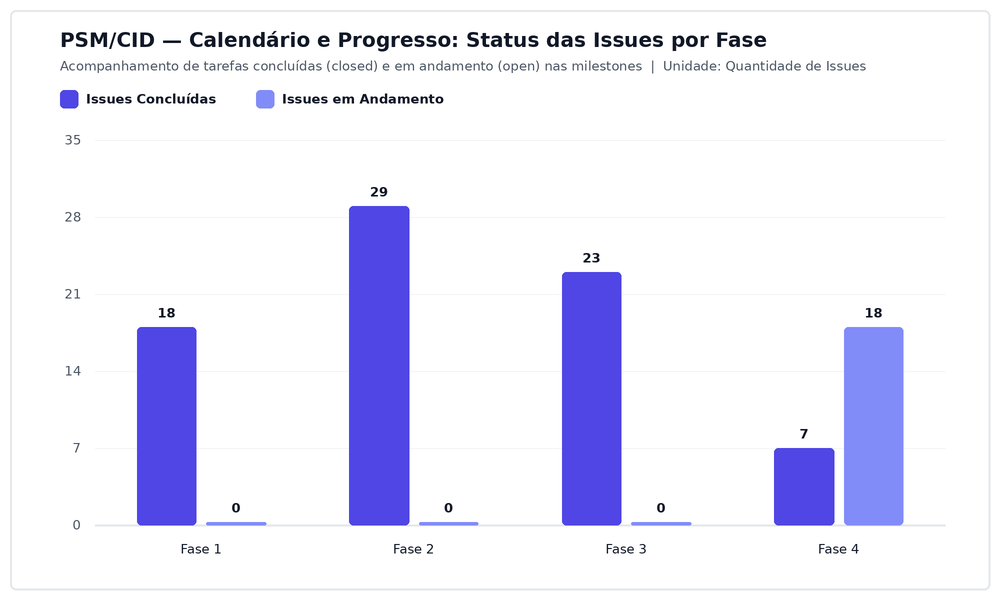 PSM/CID — Calendário e Progresso: Status das Issues por Fase
Acompanhamento de tarefas concluídas (closed) e em andamento (open) nas milestones | Unidade: Quantidade de Issues
Issues Concluídas
Issues em Andamento
35
28
21
14
7
0
18
0
29
0
23
0
7
18
Fase 1
Fase 2
Fase 3
Fase 4